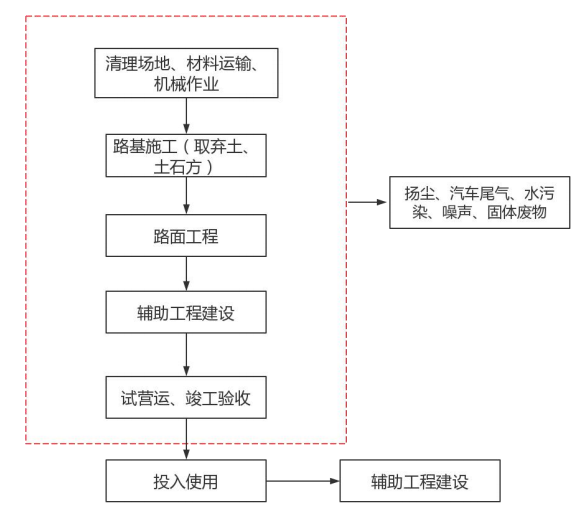 清理场地、材料运输、
机械作业
路基施工（取弃土、
土石方）
扬尘、汽车尾气、水污
染、噪声、固体废物
路面工程
辅助工程建设
试营运、竣工验收
投入使用
辅助工程建设